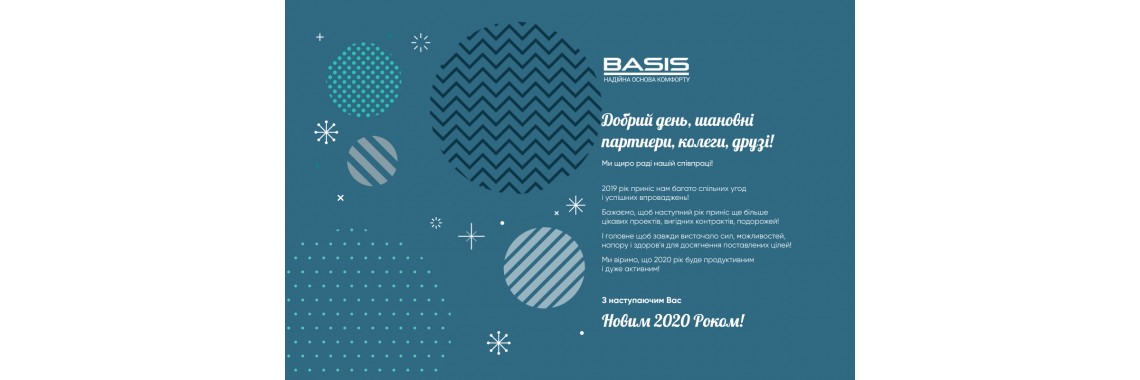 BASIS
НАДІЙНА ОСНОВА КОМФОРТУ
Добрий день, шановні
партнери, колеги, друзі!
Ми щиро раді нашій співпраці!
2019 рік приніс нам багато спільних угод
і успішних впроваджень!
Бажаємо, щоб наступний рік приніс ще більше
цікавих проектів, вигідних контрактів, подорожей!
І головне щоб завжди вистачало сил, можливостей,
напору і здоров'я для досягнення поставлених цілей!
Ми віримо, що 2020 рік буде продуктивним
і дуже активним!
З наступаючим Вас
Новим 2020 Роком!